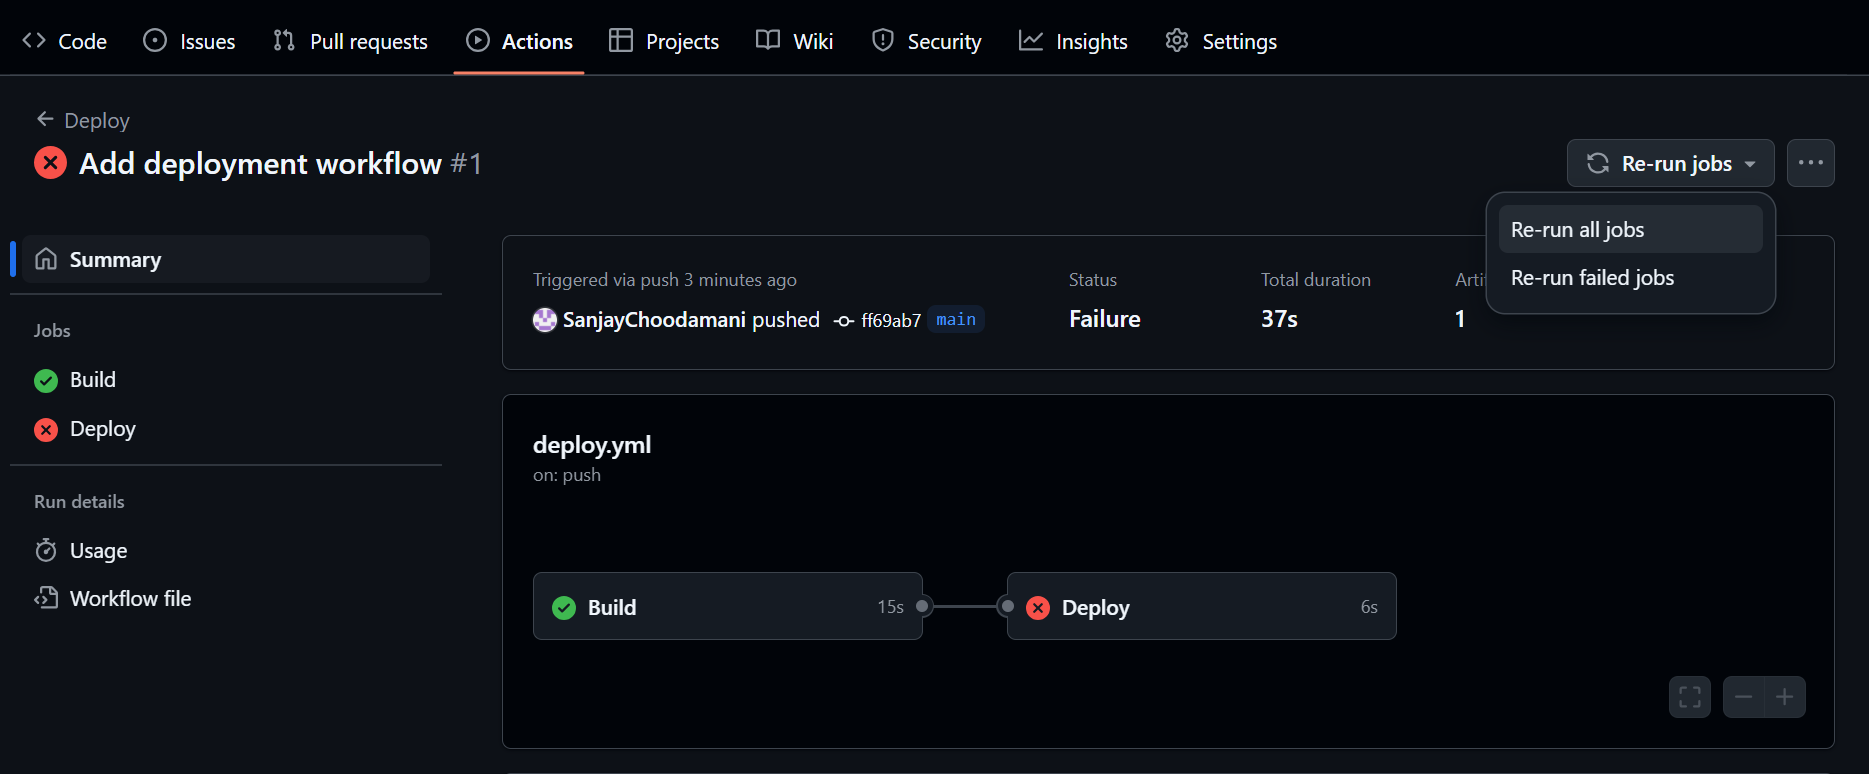 Code Issues Pull requests Actions Projects Wiki Security Insights Settings
Deploy
Add deployment workflow #1
Re-run jobs
Re-run all jobs
Re-run failed jobs
Summary
Jobs
Build
Deploy
Run details
Usage
Workflow file
Triggered via push 3 minutes ago
SanjayChoodamani pushed ff69ab7 main
Status
Failure
Total duration
37s
Arti
1
deploy.yml
on: push
Build 15s
Deploy 6s